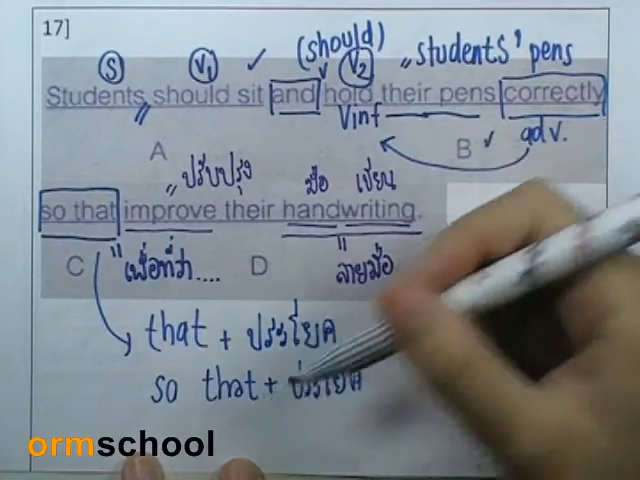 17]
(should)
S V1 ✓ V2 ,, students' pens
Students should sit and hold their pens correctly
Vinf
A B ✓ adv.
,, ปรับปรุง มือ เขียน
so that improve their handwriting.
C " เพื่อที่ว่า.... D " ลายมือ
that + ประโยค
so that + ประโยค
ormschool